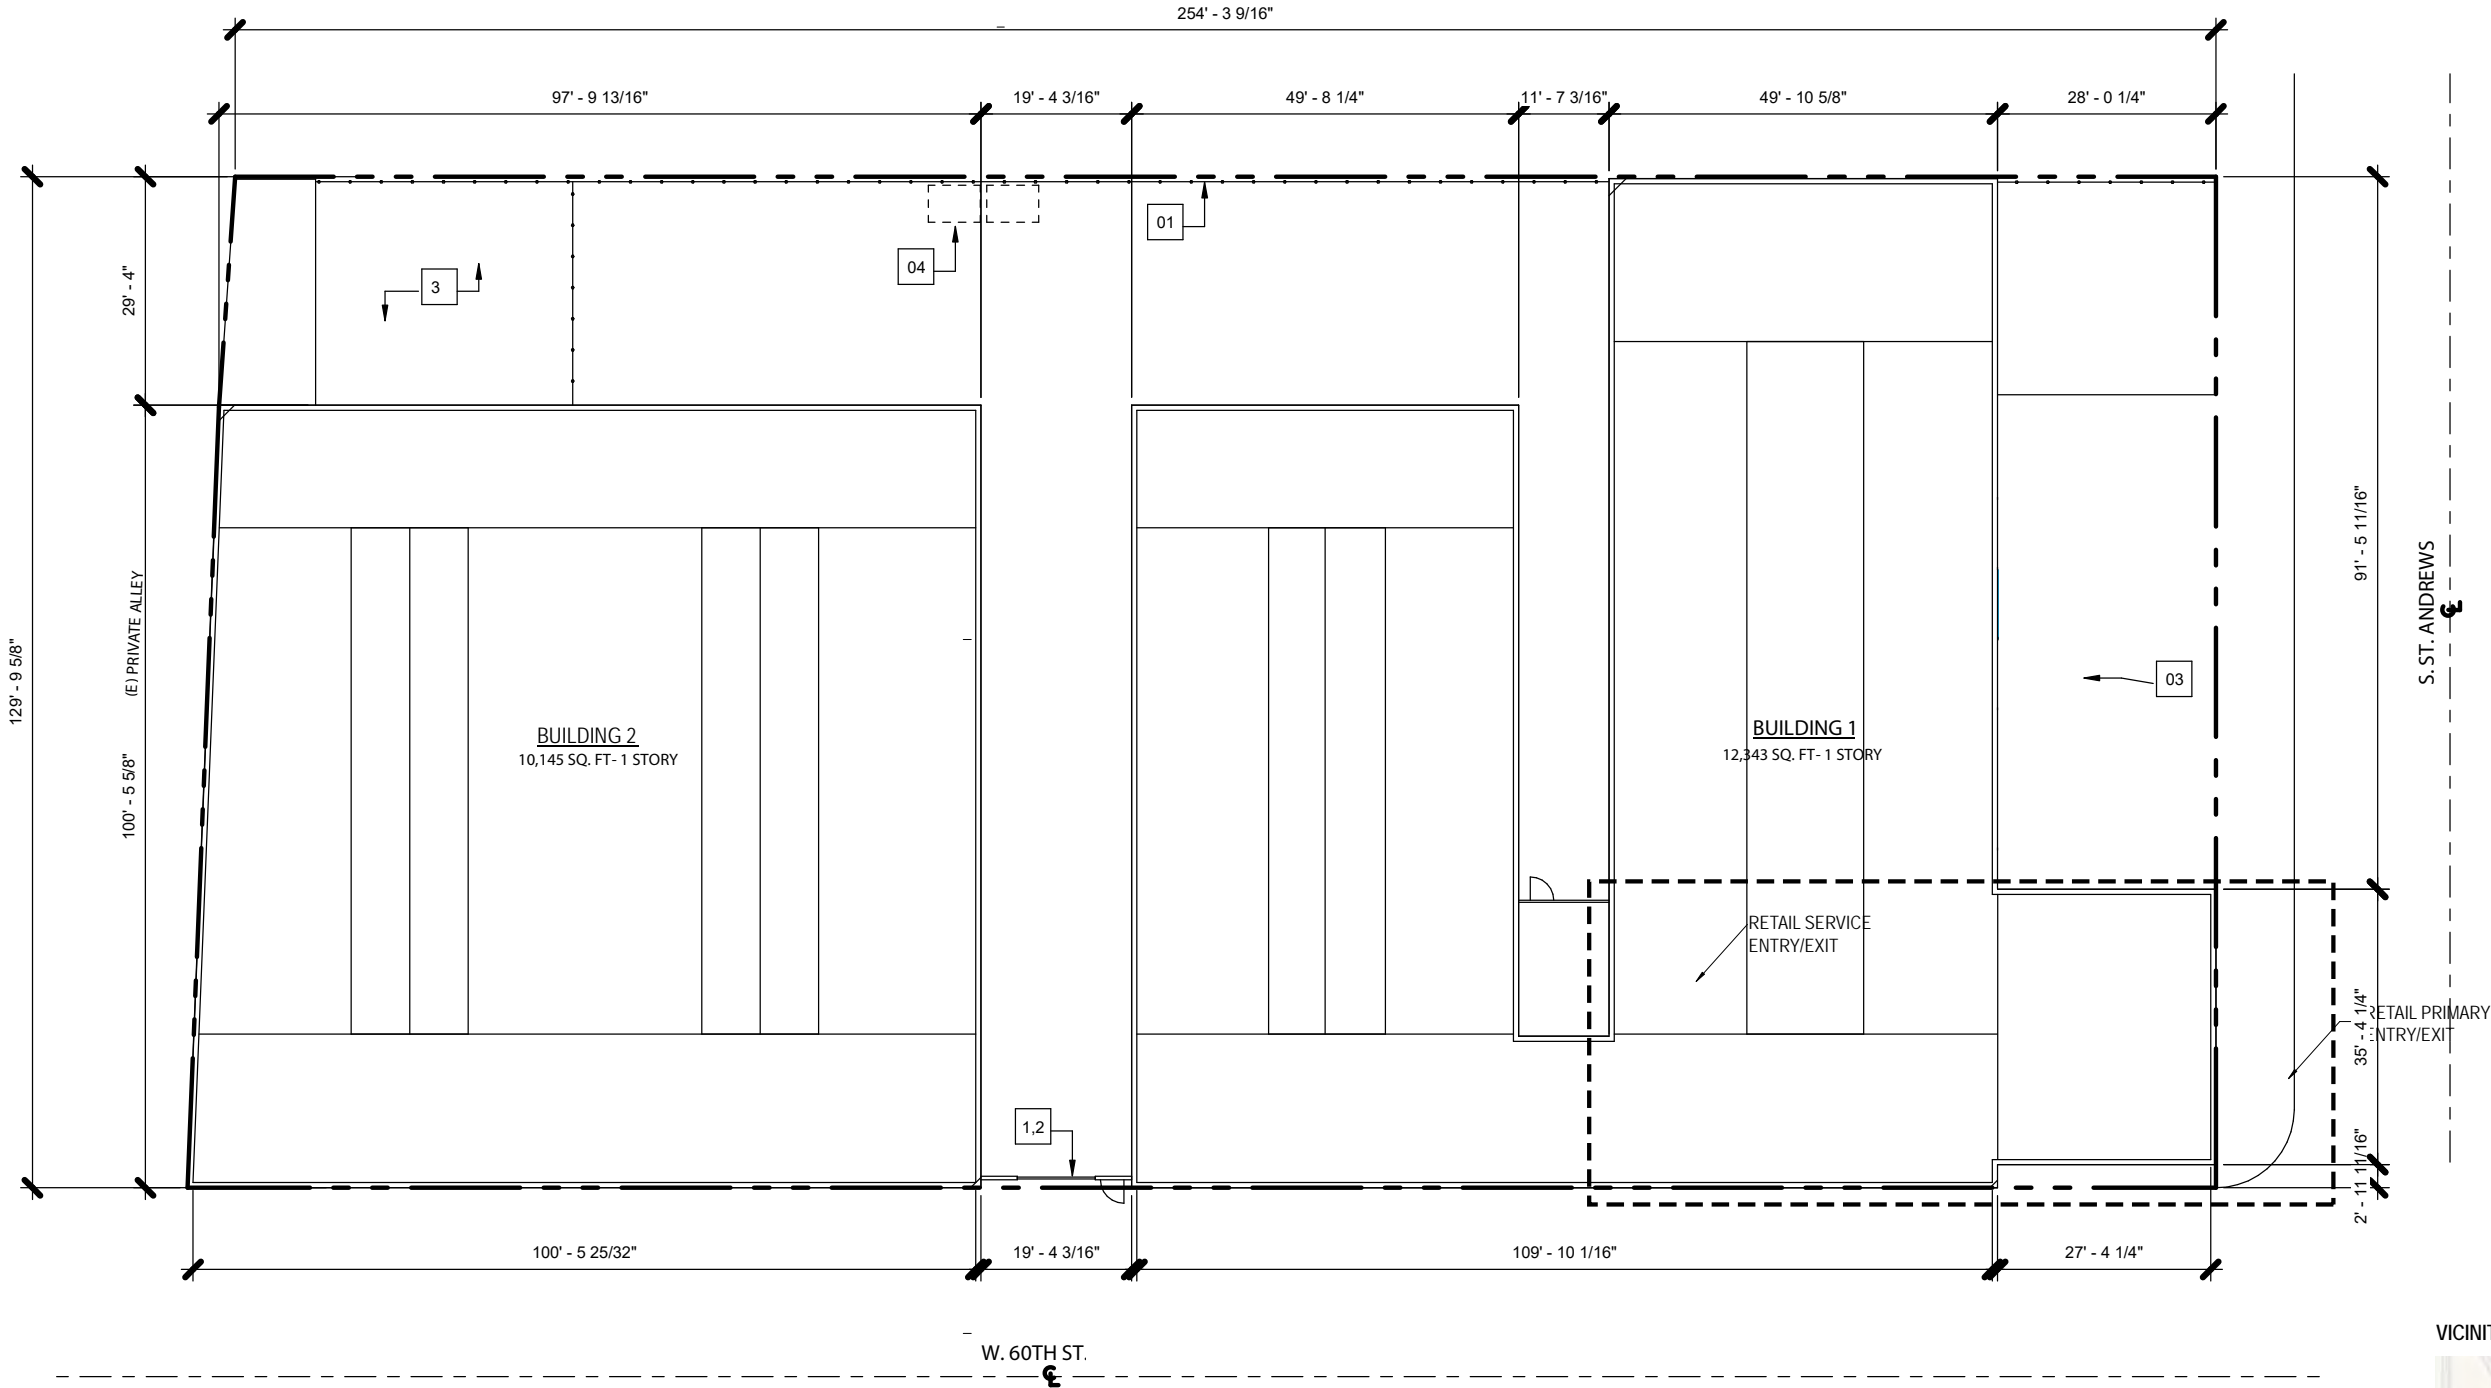 254' - 3 9/16"
97' - 9 13/16"
19' - 4 3/16"
49' - 8 1/4"
11' - 7 3/16"
49' - 10 5/8"
28' - 0 1/4"
01
04
3
29' - 4"
129' - 9 5/8"
(E) PRIVATE ALLEY
100' - 5 5/8"
BUILDING 2
10,145 SQ. FT- 1 STORY
BUILDING 1
12,343 SQ. FT- 1 STORY
03
91' - 5 11/16"
S. ST. ANDREWS
CL
RETAIL SERVICE
ENTRY/EXIT
RETAIL PRIMARY
ENTRY/EXIT
35' - 4 1/4"
2' - 11 11/16"
1,2
100' - 5 25/32"
19' - 4 3/16"
109' - 10 1/16"
27' - 4 1/4"
W. 60TH ST.
CL
VICINIT